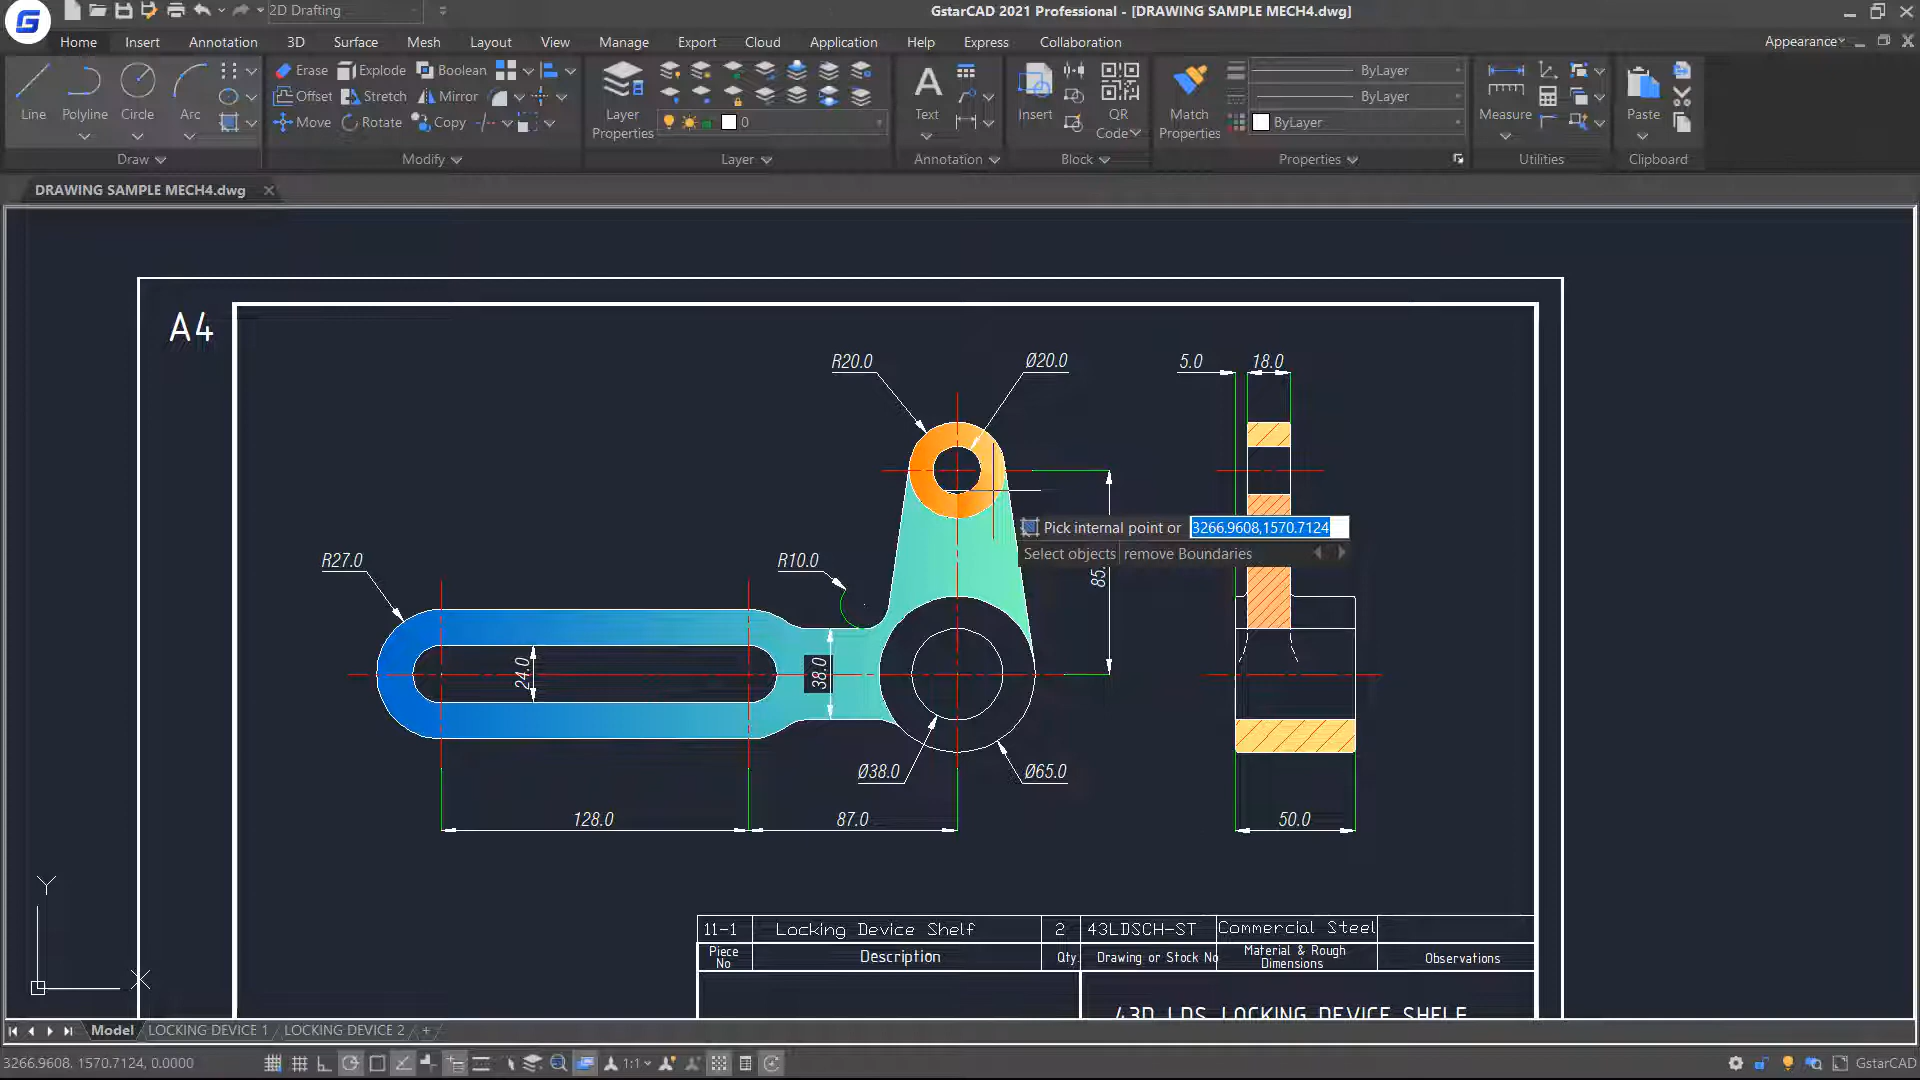 2D Drafting
GstarCAD 2021 Professional - [DRAWING SAMPLE MECH4.dwg]
Home Insert Annotation 3D Surface Mesh Layout View Manage Export Cloud Application Help Express Collaboration Appearance
Line Polyline Circle Arc
Erase Explode Boolean
Offset Stretch Mirror
Move Rotate Copy
Layer Properties
0
Text
Insert
QR Code
Match Properties
ByLayer
ByLayer
ByLayer
Measure
Paste
Draw Modify Layer Annotation Block Properties Utilities Clipboard
DRAWING SAMPLE MECH4.dwg
A4
R20.0 Ø20.0 5.0 18.0
Pick internal point or 3266.9608,1570.7124
Select objects remove Boundaries
R27.0 R10.0 85.
24.0 38.0
Ø38.0 Ø65.0
128.0 87.0 50.0
Y
X
11-1 Locking Device Shelf 2 43LDSCH-ST Commercial Steel
Piece No Description Qty. Drawing or Stock No Material & Rough Dimensions Observations
43D LDS LOCKING DEVICE SHELF
Model LOCKING DEVICE 1 LOCKING DEVICE 2 +
3266.9608. 1570.7124, 0.0000 1:1 GstarCAD